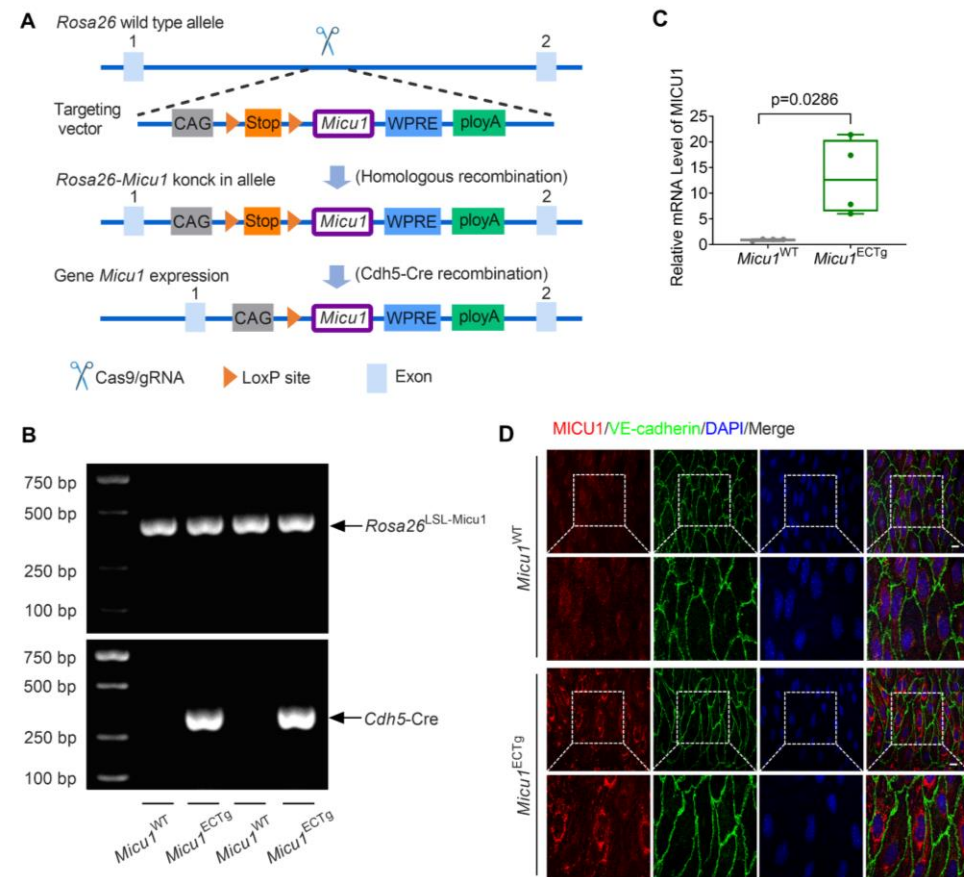 A
Rosa26 wild type allele
1
2
Targeting
vector
CAG
Stop
Micu1
WPRE
ployA
Rosa26-Micu1 konck in allele
(Homologous recombination)
1
2
CAG
Stop
Micu1
WPRE
ployA
Gene Micu1 expression
(Cdh5-Cre recombination)
1
2
CAG
Micu1
WPRE
ployA
Cas9/gRNA
LoxP site
Exon
B
750 bp
500 bp
250 bp
100 bp
Rosa26LSL-Micu1
750 bp
500 bp
250 bp
100 bp
Cdh5-Cre
Micu1WT
Micu1ECTg
Micu1WT
Micu1ECTg
C
p=0.0286
Relative mRNA Level of MICU1
25
20
15
10
5
0
Micu1WT
Micu1ECTg
D
MICU1/VE-cadherin/DAPI/Merge
Micu1WT
Micu1ECTg